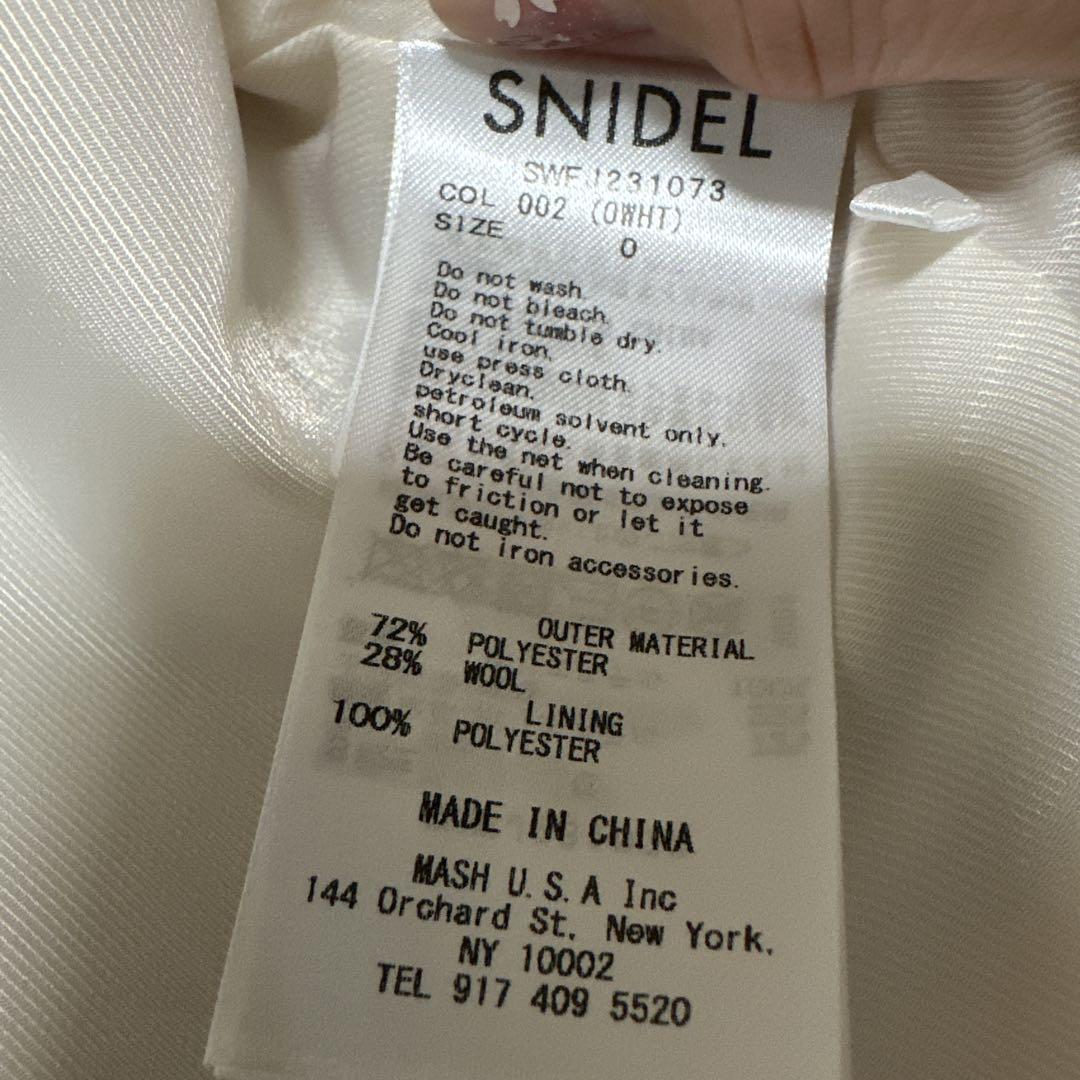 SNIDEL
SWFJ231073
COL 002 (OWHT)
SIZE 0
Do not wash.
Do not bleach.
Do not tumble dry.
Cool iron.
use press cloth.
Dryclean.
petroleum solvent only.
short cycle.
Use the net when cleaning.
Be careful not to expose
to friction or let it
get caught.
Do not iron accessories.
OUTER MATERIAL
72% POLYESTER
28% WOOL
LINING
100% POLYESTER
MADE IN CHINA
MASH U.S.A Inc
144 Orchard St. New York.
NY 10002
TEL 917 409 5520